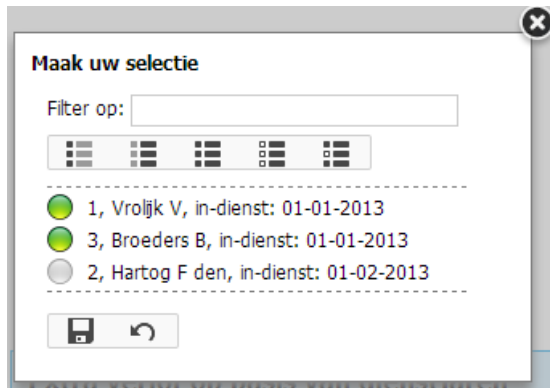 Maak uw selectie
Filter op:
1, Vrolijk V, in-dienst: 01-01-2013
3, Broeders B, in-dienst: 01-01-2013
2, Hartog F den, in-dienst: 01-02-2013